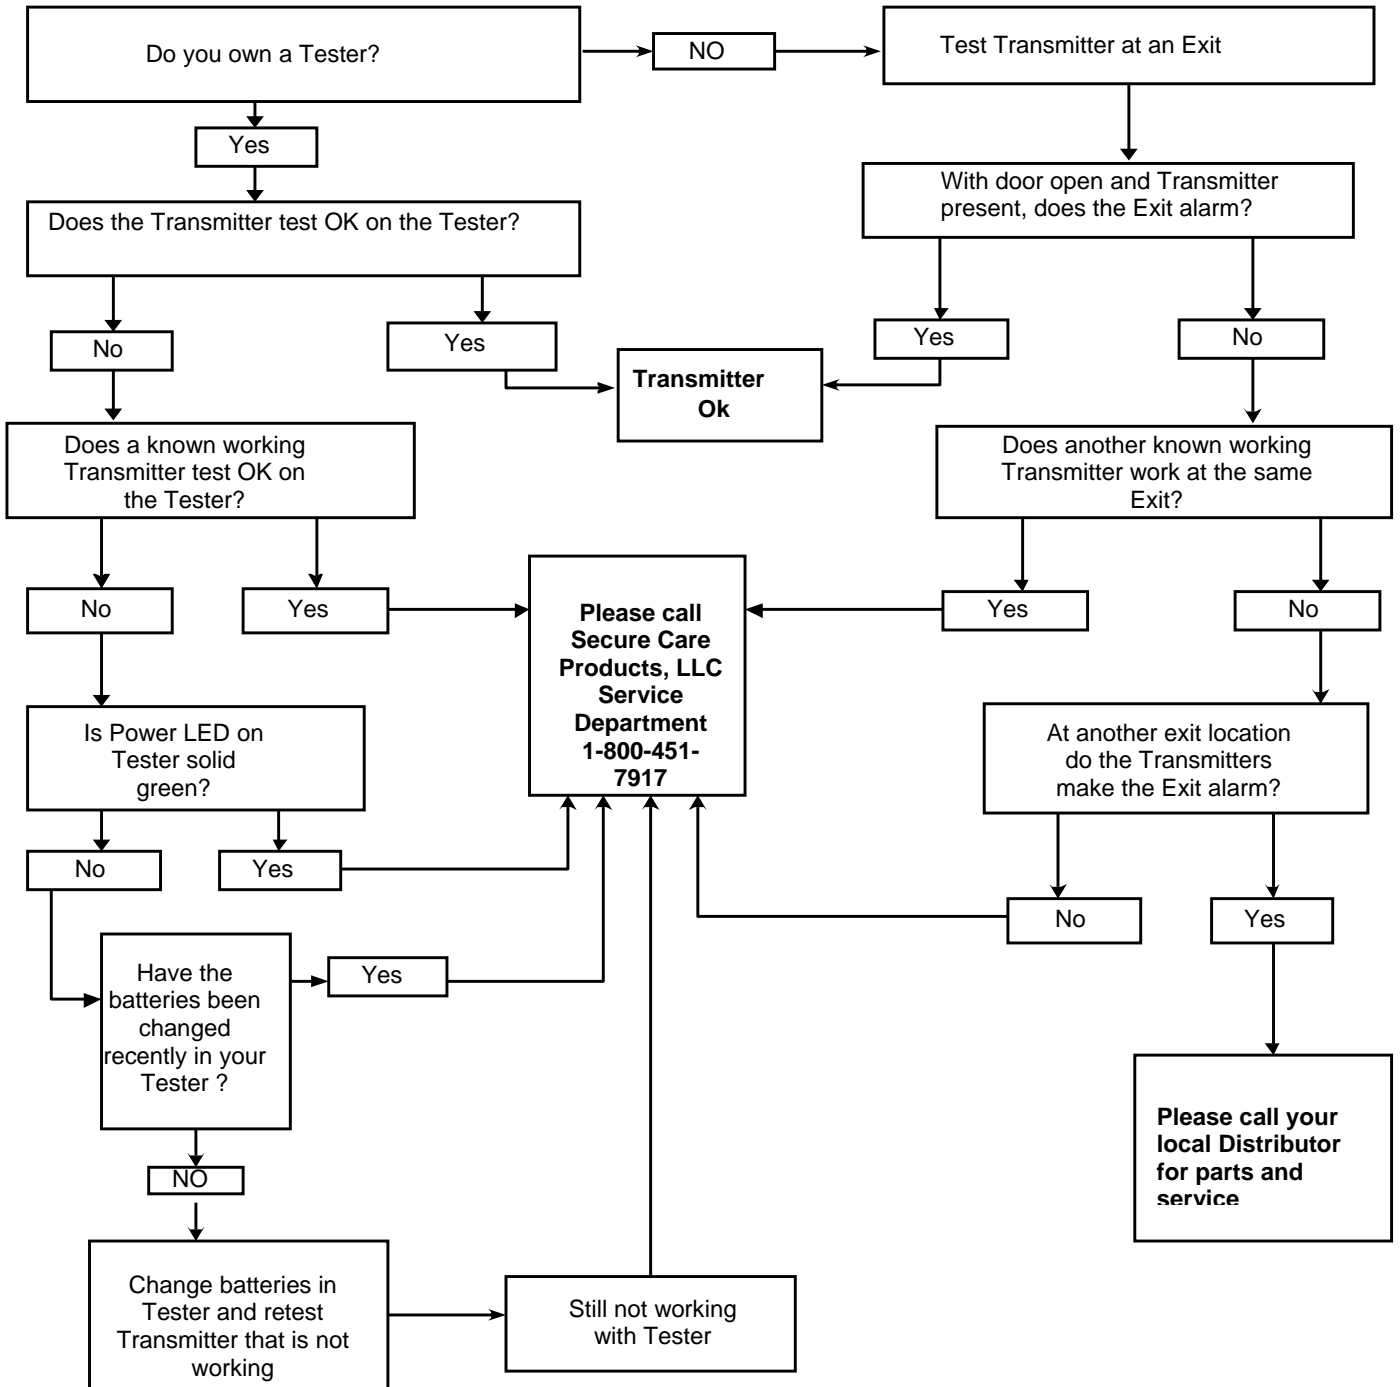 Do you own a Tester?
NO
Test Transmitter at an Exit
Yes
With door open and Transmitter
present, does the Exit alarm?
Does the Transmitter test OK on the Tester?
No
Yes
Transmitter
Ok
Yes
No
Does a known working
Transmitter test OK on
the Tester?
Does another known working
Transmitter work at the same
Exit?
No
Yes
Please call
Secure Care
Products, LLC
Service
Department
1-800-451-
7917
Yes
No
Is Power LED on
Tester solid
green?
At another exit location
do the Transmitters
make the Exit alarm?
No
Yes
No
Yes
Have the
batteries been
changed
recently in your
Tester ?
Yes
NO
Please call your
local Distributor
for parts and
service
Change batteries in
Tester and retest
Transmitter that is not
working
Still not working
with Tester